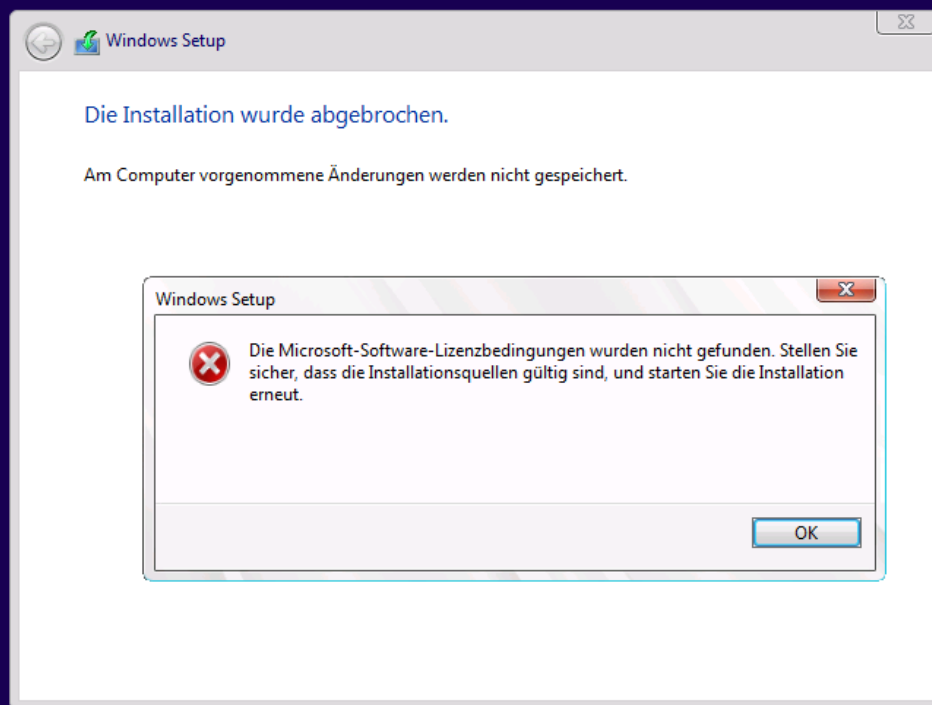 Windows Setup
Die Installation wurde abgebrochen.
Am Computer vorgenommene Änderungen werden nicht gespeichert.
Windows Setup
Die Microsoft-Software-Lizenzbedingungen wurden nicht gefunden. Stellen Sie
sicher, dass die Installationsquellen gültig sind, und starten Sie die Installation
erneut.
OK